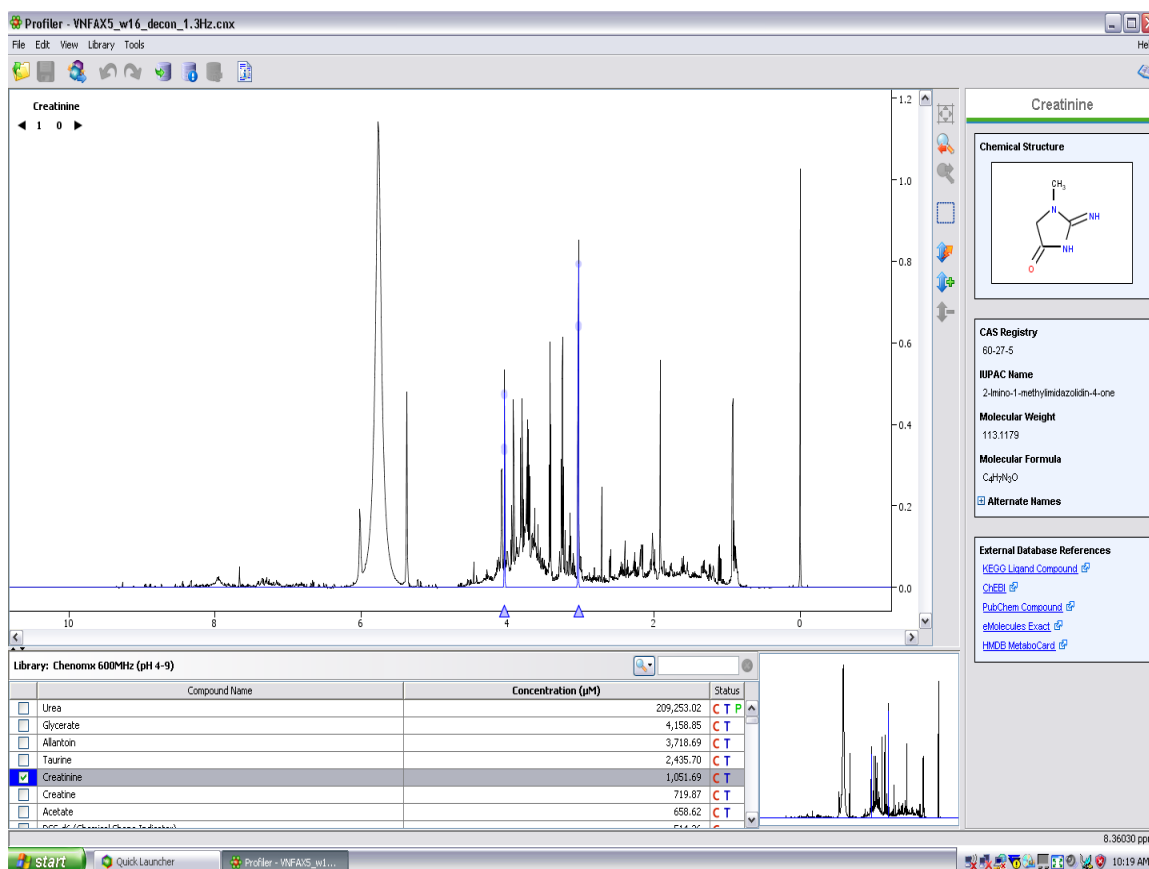 Profiler - VNFAX5_w16_decon_1.3Hz.cnx
File Edit View Library Tools Hel
Creatinine
1 0
1.2
1.0
0.8
0.6
0.4
0.2
0.0
10 8 6 4 2 0
Creatinine
Chemical Structure
CH3
N
NH
NH
O
CAS Registry
60-27-5
IUPAC Name
2-Imino-1-methylimidazolidin-4-one
Molecular Weight
113.1179
Molecular Formula
C4H7N3O
Alternate Names
External Database References
KEGG Ligand Compound
ChEBI
PubChem Compound
eMolecules Exact
HMDB MetaboCard
Library: Chenomx 600MHz (pH 4-9)
Compound Name Concentration (µM) Status
Urea 209,253.02 C T P
Glycerate 4,158.85 C T
Allantoin 3,718.69 C T
Taurine 2,435.70 C T
Creatinine 1,051.69 C T
Creatine 719.87 C T
Acetate 658.62 C T
8.36030 ppm
start Quick Launcher Profiler - VNFAX5_w1... 10:19 AM